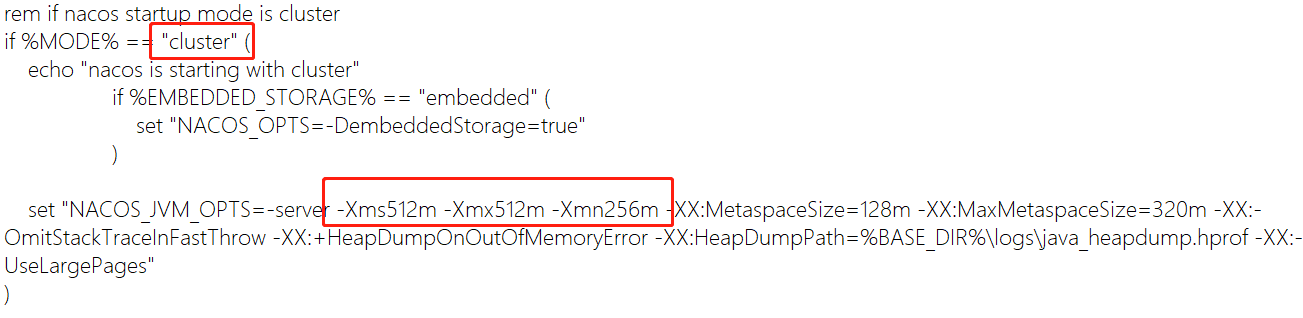 rem if nacos startup mode is cluster
if %MODE% == "cluster" (
echo "nacos is starting with cluster"
if %EMBEDDED_STORAGE% == "embedded" (
set "NACOS_OPTS=-DembeddedStorage=true"
)
set "NACOS_JVM_OPTS=-server -Xms512m -Xmx512m -Xmn256m -XX:MetaspaceSize=128m -XX:MaxMetaspaceSize=320m -XX:-
OmitStackTraceInFastThrow -XX:+HeapDumpOnOutOfMemoryError -XX:HeapDumpPath=%BASE_DIR%\logs\java_heapdump.hprof -XX:-
UseLargePages"
)